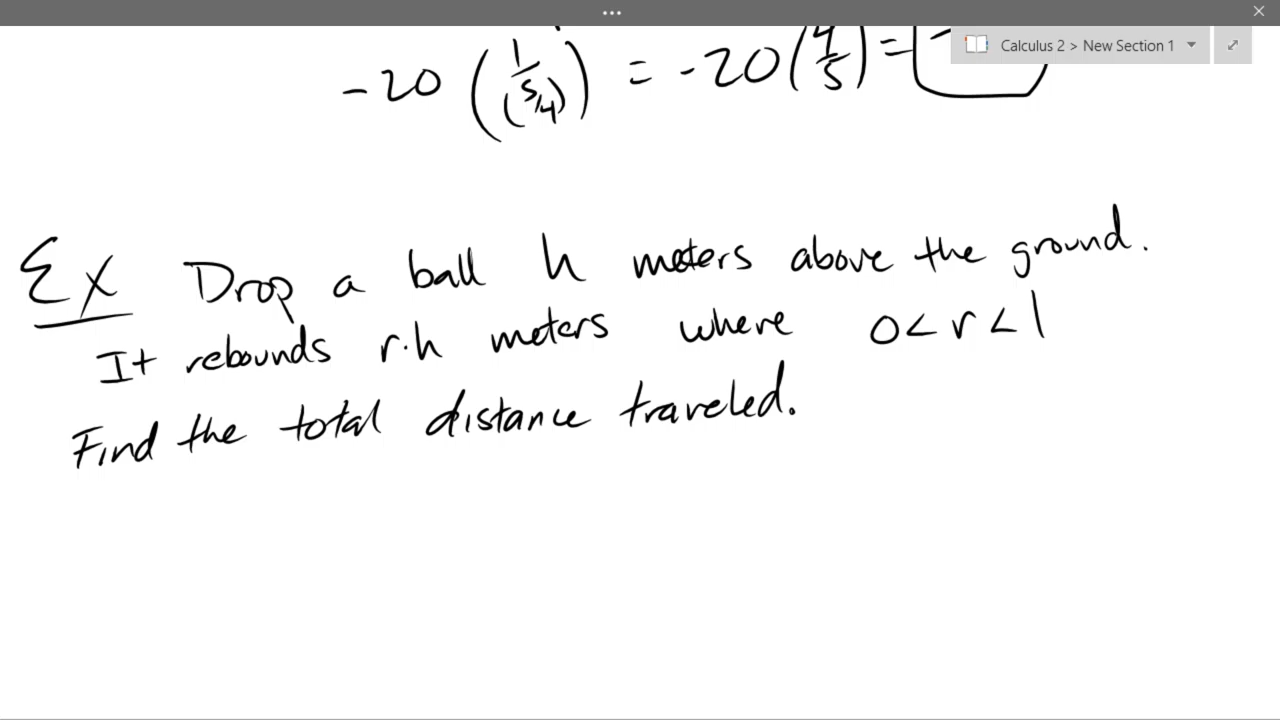 Calculus 2 > New Section 1
-20 (1/(5/4)) = -20(4/5) =
Ex Drop a ball h meters above the ground.
It rebounds r·h meters where 0<r<1
Find the total distance traveled.